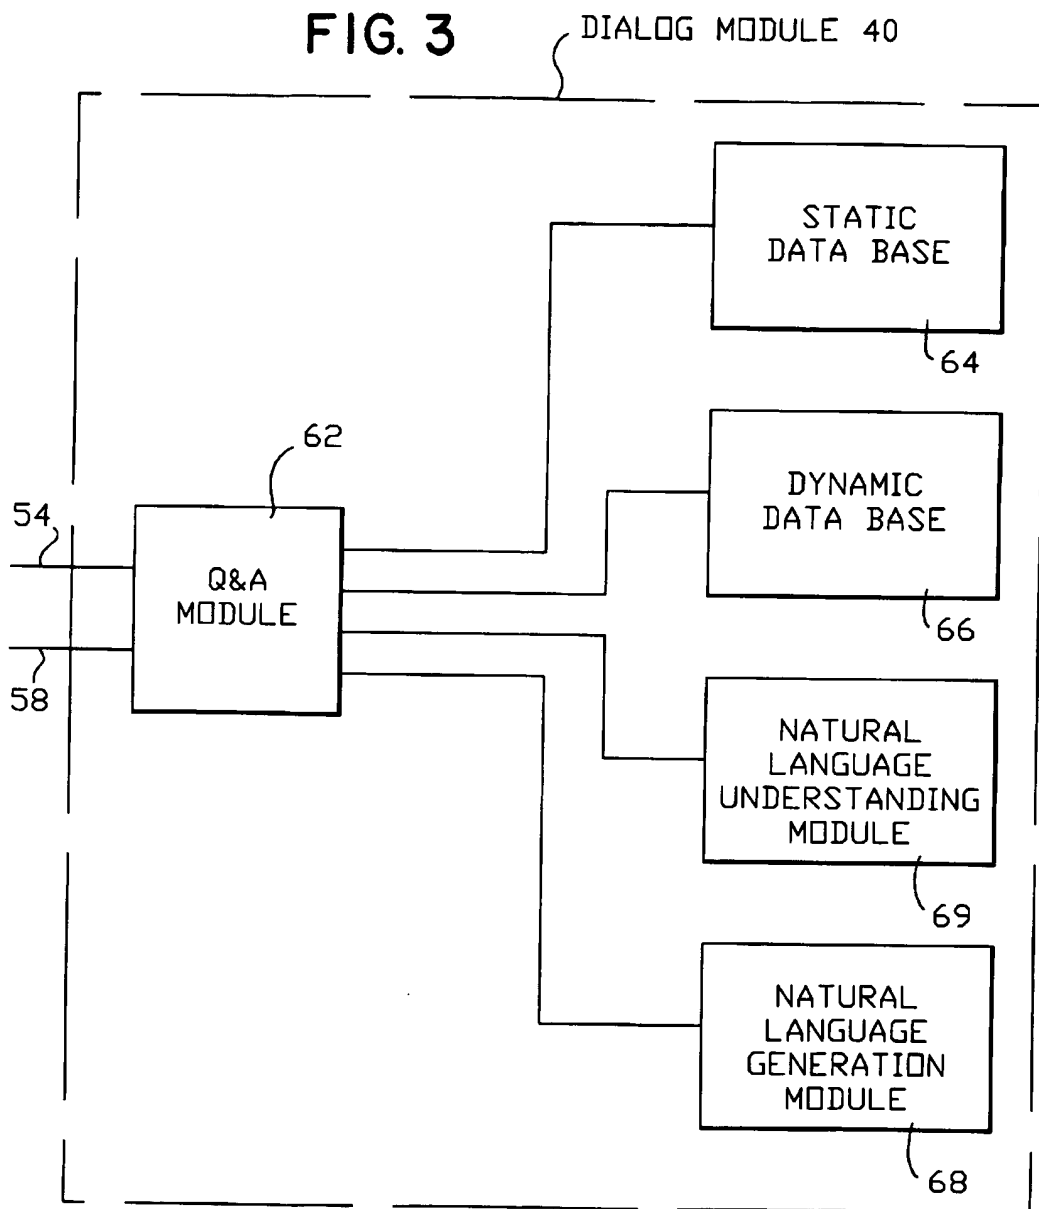 FIG. 3
DIALOG MODULE 40
STATIC
DATA BASE
64
62
DYNAMIC
DATA BASE
66
54
Q&A
MODULE
58
NATURAL
LANGUAGE
UNDERSTANDING
MODULE
69
NATURAL
LANGUAGE
GENERATION
MODULE
68